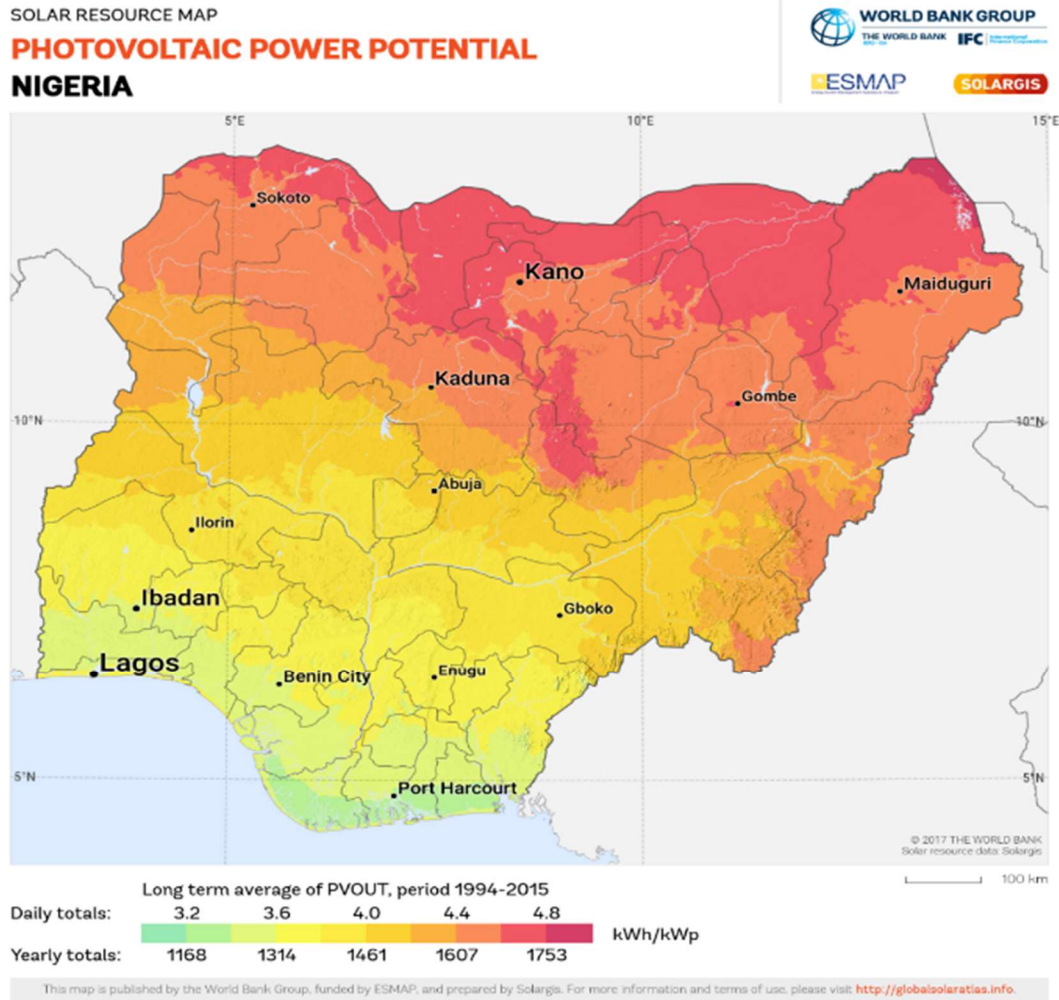 SOLAR RESOURCE MAP
PHOTOVOLTAIC POWER POTENTIAL
NIGERIA
WORLD BANK GROUP
THE WORLD BANK
IFC
International
Finance Corporation
ESMAP
SOLARGIS
5°E
10°E
15°E
Sokoto
Kano
Maiduguri
Kaduna
Gombe
10°N
10°N
Abuja
Ilorin
Ibadan
Gboko
Lagos
Benin City
Enugu
5°N
5°N
Port Harcourt
© 2017 THE WORLD BANK
Solar resource data: Solargis
100 km
Long term average of PVOUT, period 1994-2015
Daily totals: 3.2 3.6 4.0 4.4 4.8
kWh/kWp
Yearly totals: 1168 1314 1461 1607 1753
This map is published by the World Bank Group, funded by ESMAP, and prepared by Solargis. For more information and terms of use, please visit http://globalsolaratlas.info.